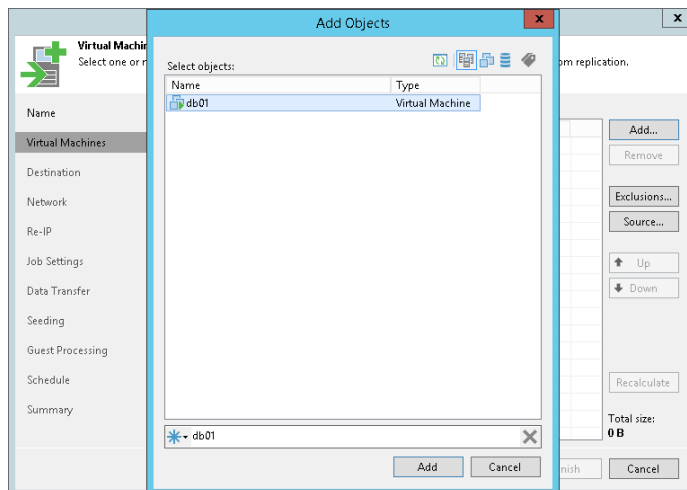 Add Objects
x
x
Virtual Machin
Select one or r
om replication.
Select objects:
Name
Type
db01
Virtual Machine
Name
Virtual Machines
Destination
Network
Re-IP
Job Settings
Data Transfer
Seeding
Guest Processing
Schedule
Summary
Add...
Remove
Exclusions...
Source...
Up
Down
Recalculate
Total size:
0 B
db01
Add
Cancel
nish
Cancel